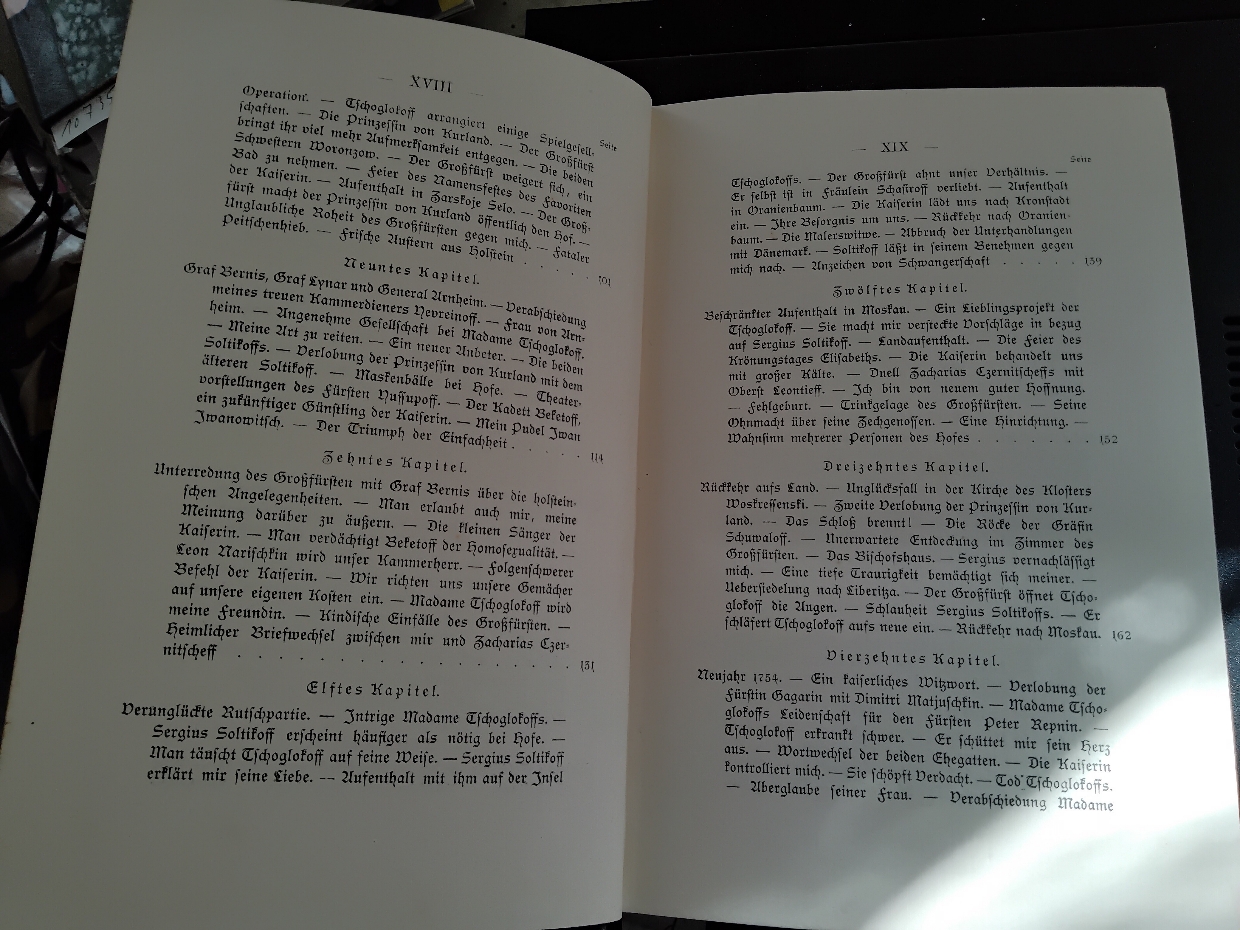 — XVIII —
Seite
Operation. — Tschoglokoff arrangiert einige Spielgesell-
schaften. — Die Prinzessin von Kurland. — Der Großfürst
bringt ihr viel mehr Aufmerksamkeit entgegen. — Die beiden
Schwestern Woronzow. — Der Großfürst weigert sich, ein
Bad zu nehmen. — Feier des Namensfestes des Favoriten
der Kaiserin. — Aufenthalt in Zarskoje Selo. — Der Groß-
fürst macht der Prinzessin von Kurland öffentlich den Hof. —
Unglaubliche Roheit des Großfürsten gegen mich. — Fataler
Peitschenhieb. — Frische Austern aus Holstein . . . . . 101
Neuntes Kapitel.
Graf Bernis, Graf Lynar und General Arnheim. — Verabschiedung
meines treuen Kammerdieners Yevreinoff. — Frau von Arn-
heim. — Angenehme Gesellschaft bei Madame Tschoglokoff.
— Meine Art zu reiten. — Ein neuer Anbeter. — Die beiden
Soltikoffs. — Verlobung der Prinzessin von Kurland mit dem
älteren Soltikoff. — Maskenbälle bei Hofe. — Theater-
vorstellungen des Fürsten Yussupoff. — Der Kadett Beketoff,
ein zukünftiger Günstling der Kaiserin. — Mein Pudel Iwan
Iwanowitsch. — Der Triumph der Einfachheit . . . . . 114
Zehntes Kapitel.
Unterredung des Großfürsten mit Graf Bernis über die holstein-
schen Angelegenheiten. — Man erlaubt auch mir, meine
Meinung darüber zu äußern. — Die kleinen Sänger der
Kaiserin. — Man verdächtigt Beketoff der Homosexualität. —
Leon Narischkin wird unser Kammerherr. — Folgenschwerer
Befehl der Kaiserin. — Wir richten uns unsere Gemächer
auf unsere eigenen Kosten ein. — Madame Tschoglokoff wird
meine Freundin. — Kindische Einfälle des Großfürsten. —
Heimlicher Briefwechsel zwischen mir und Zacharias Czer-
nitscheff . . . . . . . . . . . . . . . . . 131
Elftes Kapitel.
Verunglückte Rutschpartie. — Intrige Madame Tschoglokoffs. —
Sergius Soltikoff erscheint häufiger als nötig bei Hofe. —
Man täuscht Tschoglokoff auf feine Weise. — Sergius Soltikoff
erklärt mir seine Liebe. — Aufenthalt mit ihm auf der Insel
— XIX —
Seite
Tschoglokoffs. — Der Großfürst ahnt unser Verhältnis. —
Er selbst ist in Fräulein Schafiroff verliebt. — Aufenthalt
in Oranienbaum. — Die Kaiserin lädt uns nach Kronstadt
ein. — Ihre Besorgnis um uns. — Rückkehr nach Oranien-
baum. — Die Malerswitwe. — Abbruch der Unterhandlungen
mit Dänemark. — Soltikoff läßt in seinem Benehmen gegen
mich nach. — Anzeichen von Schwangerschaft . . . . . 139
Zwölftes Kapitel.
Beschränkter Aufenthalt in Moskau. — Ein Lieblingsprojekt der
Tschoglokoff. — Sie macht mir versteckte Vorschläge in bezug
auf Sergius Soltikoff. — Landaufenthalt. — Die Feier des
Krönungstages Elisabeths. — Die Kaiserin behandelt uns
mit großer Kälte. — Duell Zacharias Czernitscheffs mit
Oberst Leontieff. — Ich bin von neuem guter Hoffnung.
— Fehlgeburt. — Trinkgelage des Großfürsten. — Seine
Ohnmacht über seine Zechgenossen. — Eine Hinrichtung. —
Wahnsinn mehrerer Personen des Hofes . . . . . . . 152
Dreizehntes Kapitel.
Rückkehr aufs Land. — Unglücksfall in der Kirche des Klosters
Woskressenski. — Zweite Verlobung der Prinzessin von Kur-
land. — Das Schloß brennt! — Die Röcke der Gräfin
Schuwaloff. — Unerwartete Entdeckung im Zimmer des
Großfürsten. — Das Bischofshaus. — Sergius vernachlässigt
mich. — Eine tiefe Traurigkeit bemächtigt sich meiner. —
Uebersiedelung nach Liberitza. — Der Großfürst öffnet Tscho-
glokoff die Augen. — Schlauheit Sergius Soltikoffs. — Er
schläfert Tschoglokoff aufs neue ein. — Rückkehr nach Moskau. 162
Vierzehntes Kapitel.
Neujahr 1754. — Ein kaiserliches Witzwort. — Verlobung der
Fürstin Gagarin mit Dimitri Matjuschkin. — Madame Tscho-
glokoffs Leidenschaft für den Fürsten Peter Repnin. —
Tschoglokoff erkrankt schwer. — Er schüttet mir sein Herz
aus. — Wortwechsel der beiden Ehegatten. — Die Kaiserin
kontrolliert mich. — Sie schöpft Verdacht. — Tod Tschoglokoffs.
— Aberglaube seiner Frau. — Verabschiedung Madame